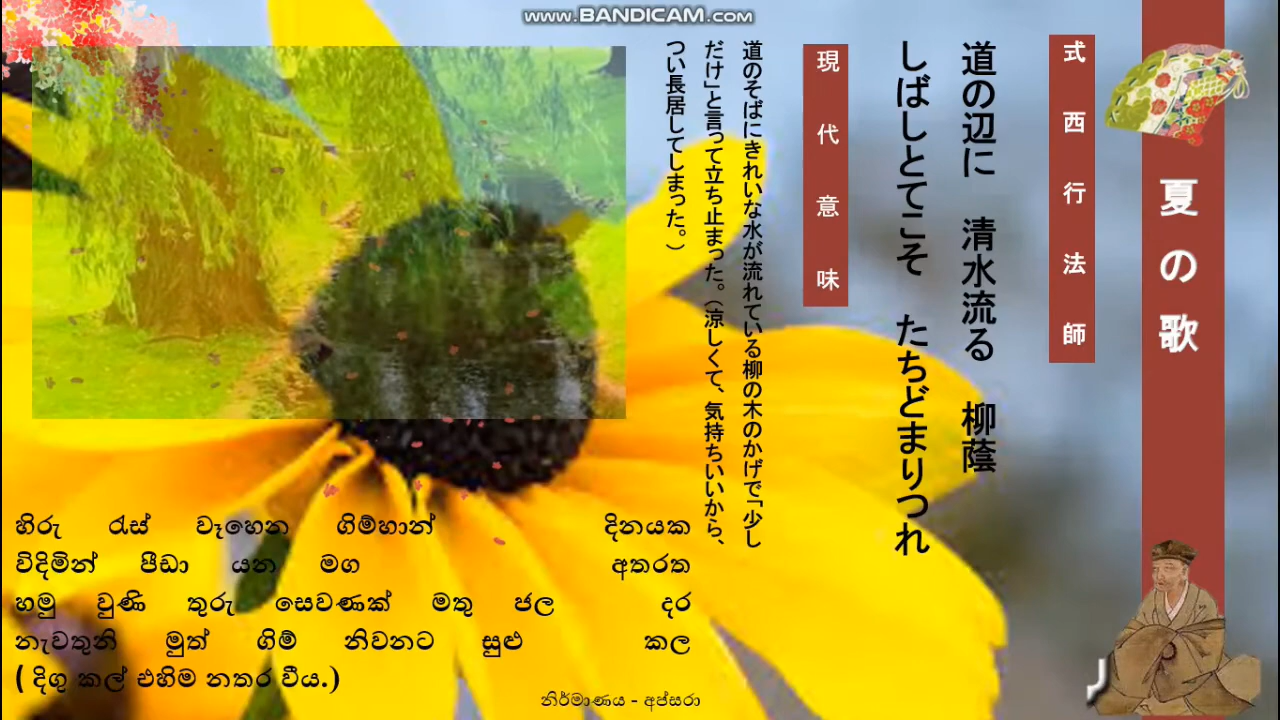 www.BANDICAM.com
夏の歌
式西行法師
道の辺に　清水流る　柳蔭
しばしとてこそ　たちどまりつれ
現代意味
道のそばにきれいな水が流れている柳の木のかげで「少し
だけ」と言って立ち止まった。（涼しくて、気持ちいいから、
つい長居してしまった。）
හිරු රැස් වෑහෙන ගිම්හාන් දිනයක
විදිමින් පීඩා යන මග අතරත
හමු වුණි තුරු සෙවණක් මතු ජල දර
නැවතුනි මුත් ගිම් නිවනට සුළු කල
( දිගු කල් එහිම නතර වීය.)
නිර්මාණය - අප්සරා